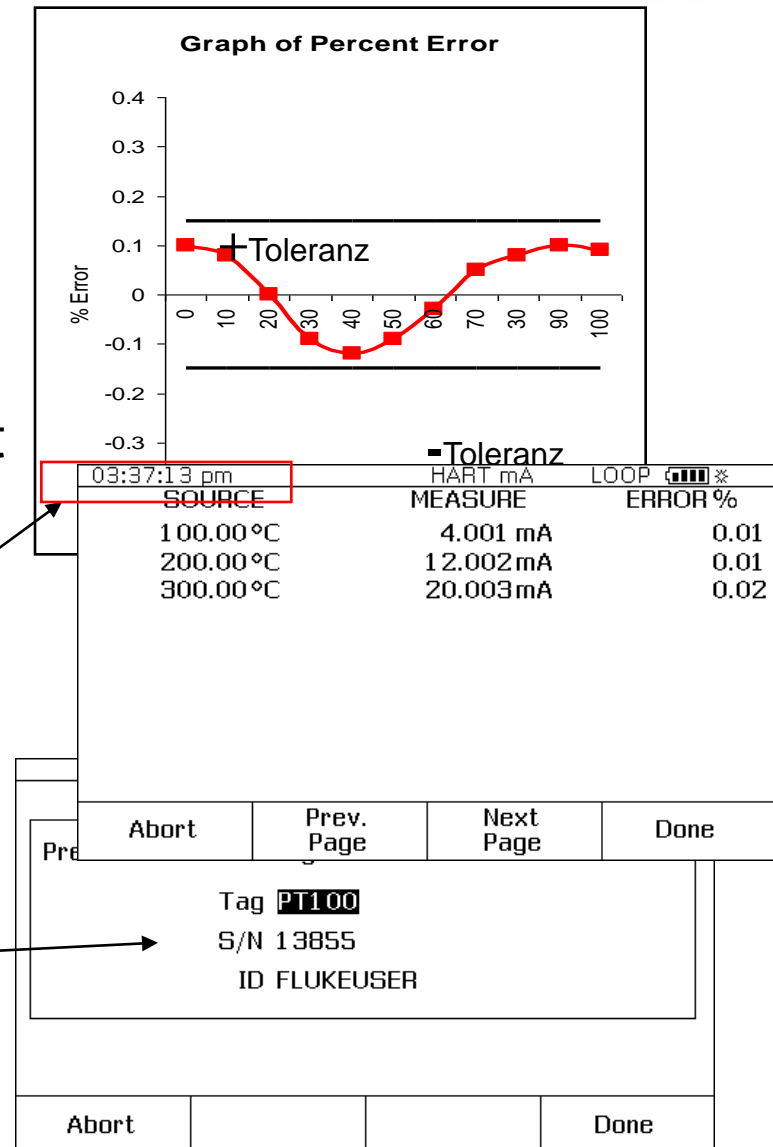 Graph of Percent Error
0.4
0.3
0.2
0.1
+Toleranz
0
% Error
0 10 20 30 40 50 60 70 80 90 100
-0.1
-0.2
-0.3
-Toleranz
03:37:13 pm HART mA LOOP
SOURCE MEASURE ERROR %
100.00°C 4.001 mA 0.01
200.00°C 12.002mA 0.01
300.00°C 20.003mA 0.02
Abort Prev. Page Next Page Done
Pre
Tag PT100
S/N 13855
ID FLUKEUSER
Abort Done